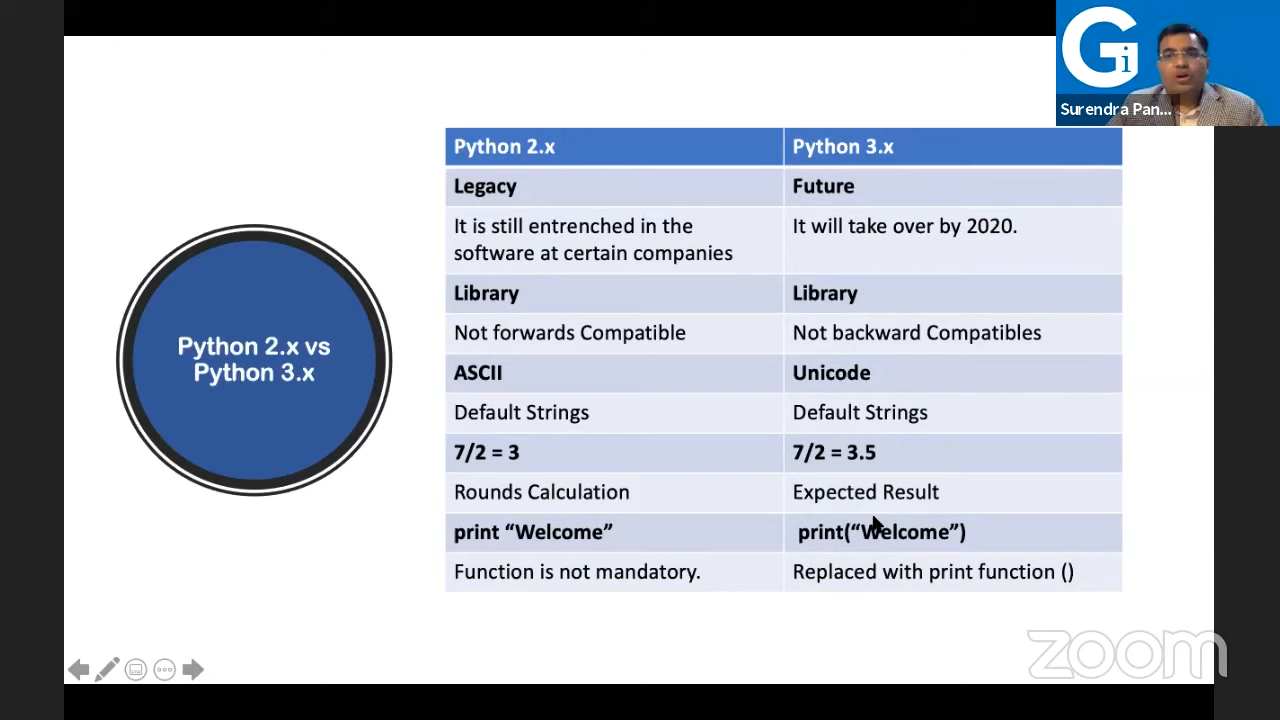 Gi
Surendra Pan...
Python 2.x vs
Python 3.x
Python 2.x
Python 3.x
Legacy
Future
It is still entrenched in the
software at certain companies
It will take over by 2020.
Library
Library
Not forwards Compatible
Not backward Compatibles
ASCII
Unicode
Default Strings
Default Strings
7/2 = 3
7/2 = 3.5
Rounds Calculation
Expected Result
print “Welcome”
print(“Welcome”)
Function is not mandatory.
Replaced with print function ()
zoom